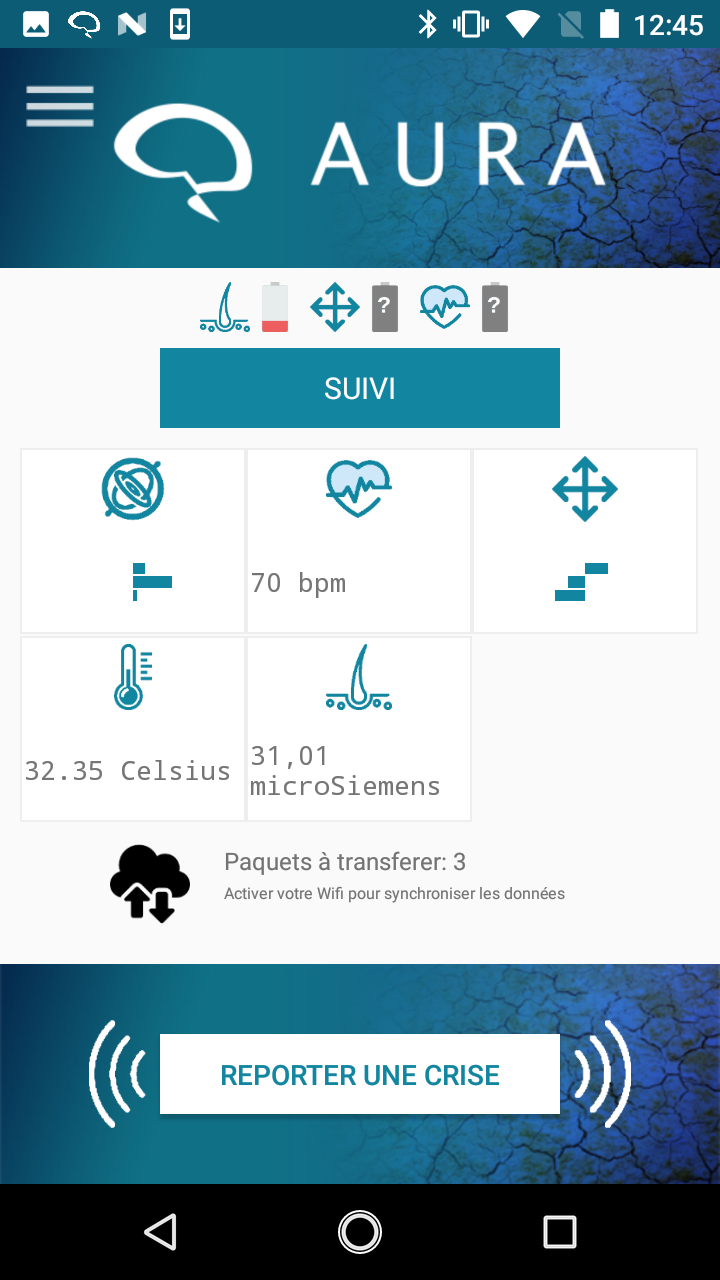 12:45
AURA
? ?
SUIVI
70 bpm
32.35 Celsius
31,01
microSiemens
Paquets à transferer: 3
Activer votre Wifi pour synchroniser les données
REPORTER UNE CRISE